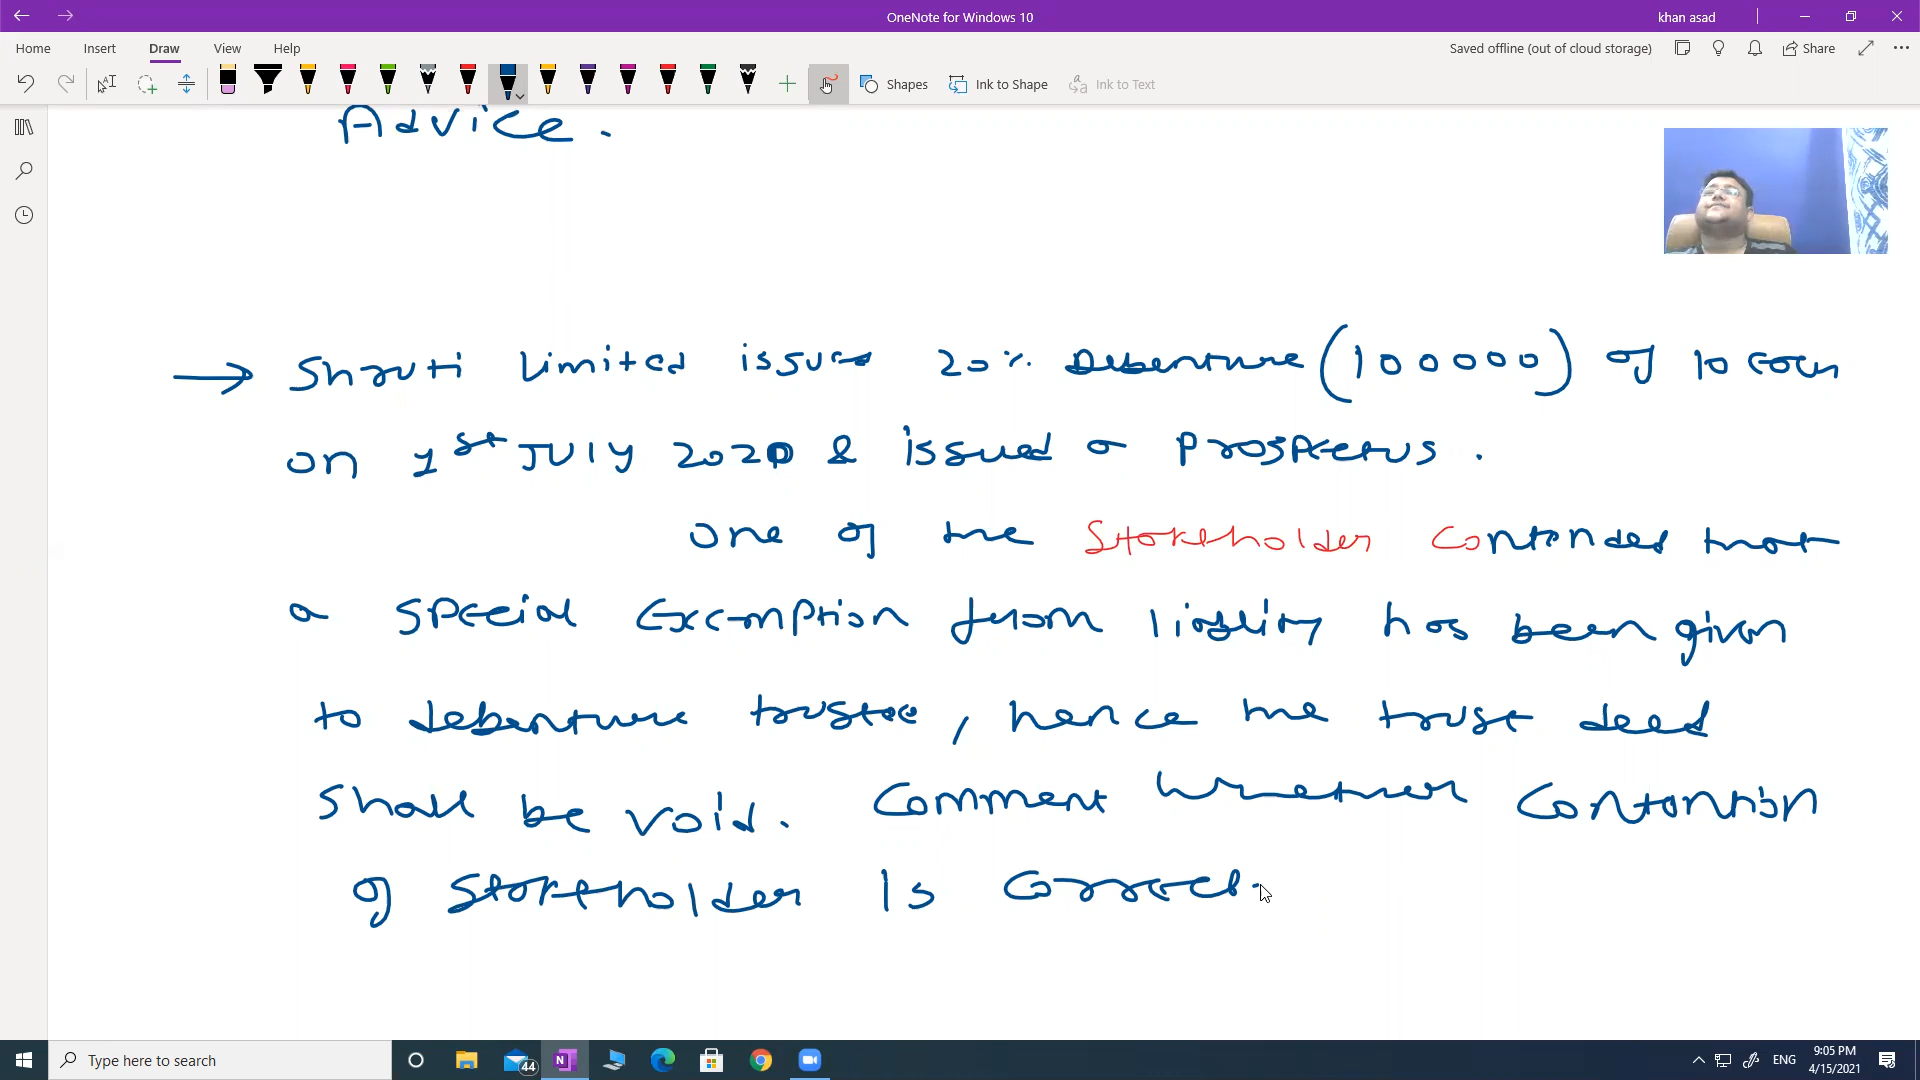 OneNote for Windows 10
khan asad
Home Insert Draw View Help
Saved offline (out of cloud storage) Share
Shapes Ink to Shape Ink to Text
Advice.
→ Shruti limited issues 20% Debenture (100000) of 10 each
on 1st JULY 2020 & issued a prospectus.
one of the Stakeholder contended that
a special Exemption from liablity has been given
to debenture trustee, hence the trust deed
shall be void. Comment whether contention
of stakeholder is correct.
Type here to search
44
ENG
9:05 PM
4/15/2021